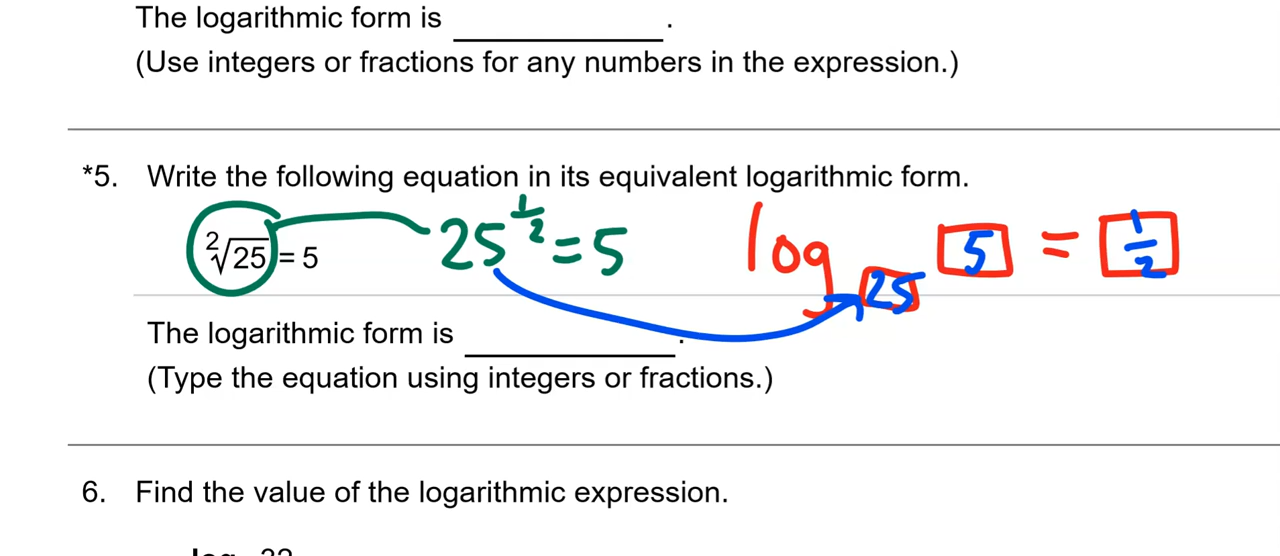 The logarithmic form is ____________.
(Use integers or fractions for any numbers in the expression.)
*5. Write the following equation in its equivalent logarithmic form.
²√25 = 5 25^(1/2) = 5 log₂₅ 5 = 1/2
The logarithmic form is ____________.
(Type the equation using integers or fractions.)
6. Find the value of the logarithmic expression.